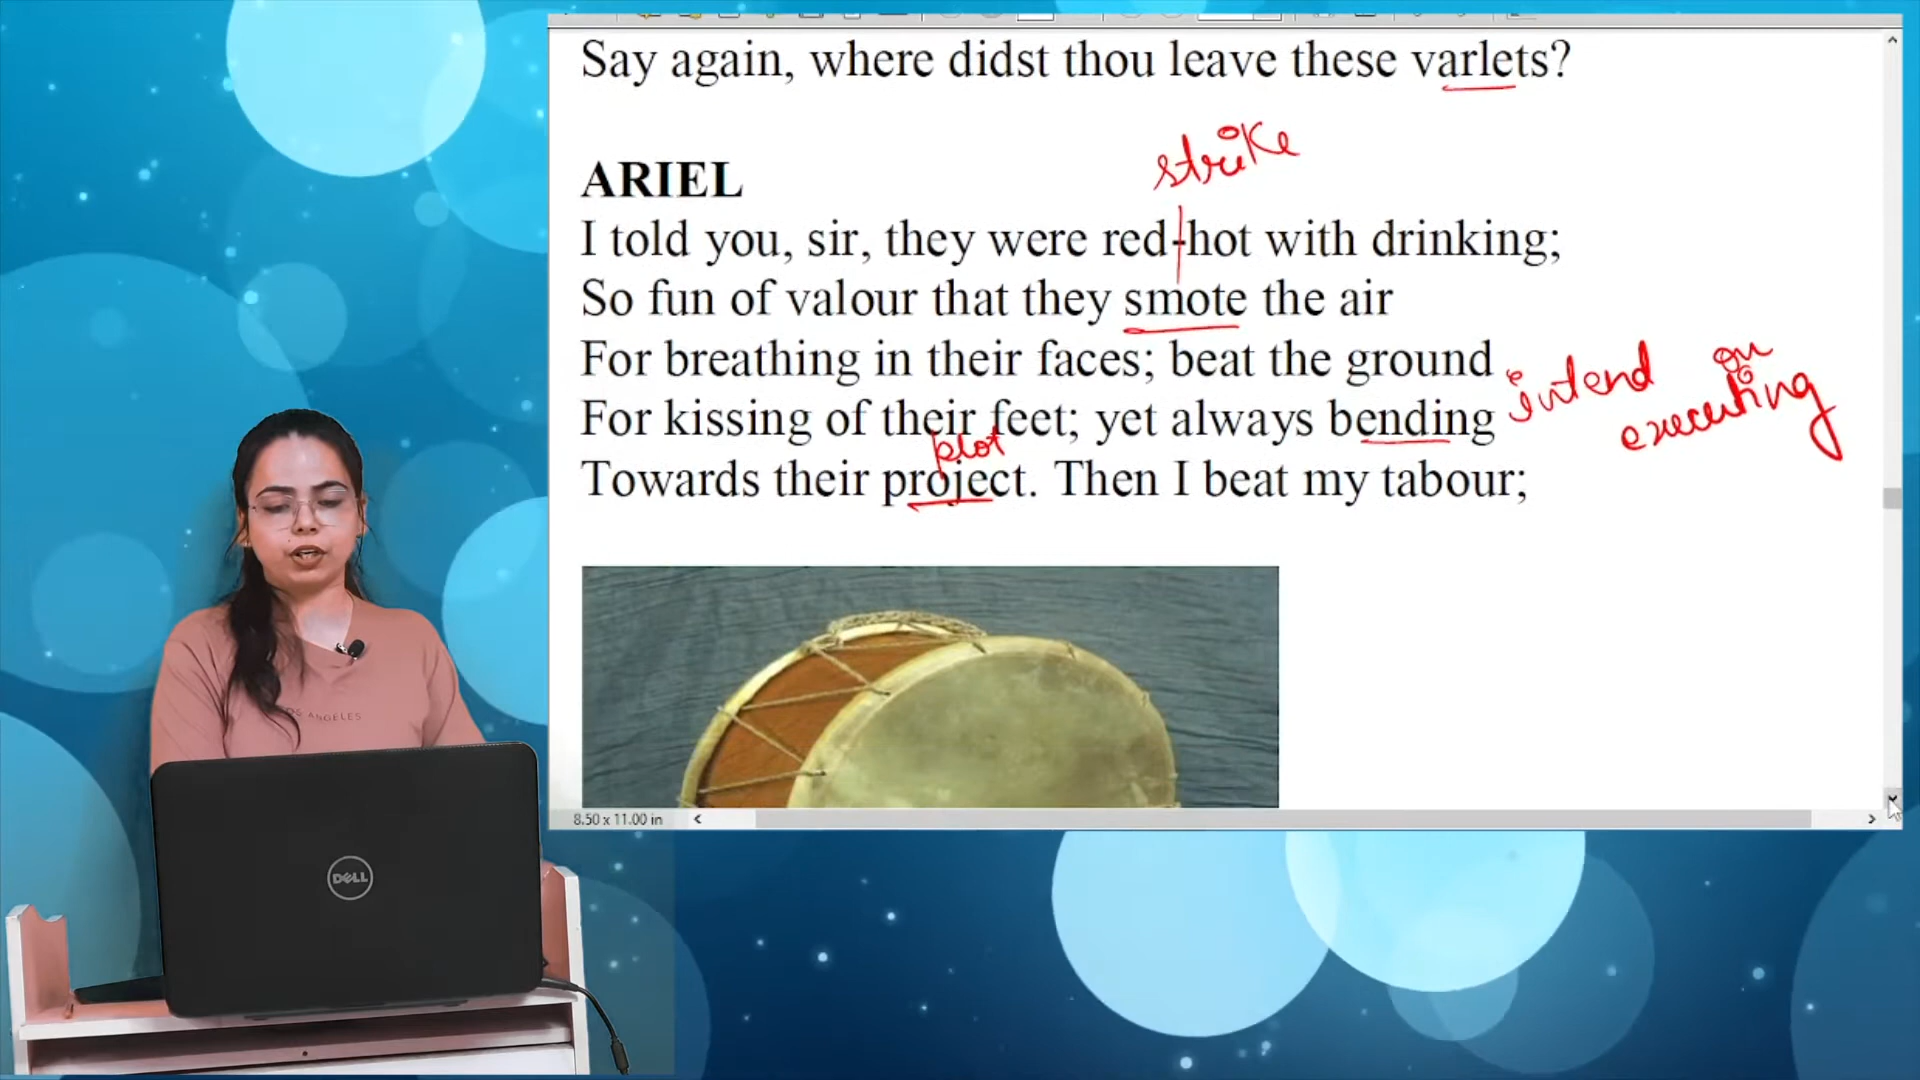 Say again, where didst thou leave these varlets?
strike
ARIEL
I told you, sir, they were red-hot with drinking;
So fun of valour that they smote the air
For breathing in their faces; beat the ground
intend on
executing
For kissing of their feet; yet always bending
plot
Towards their project. Then I beat my tabour;
8.50 x 11.00 in
OS ANGELES
DELL